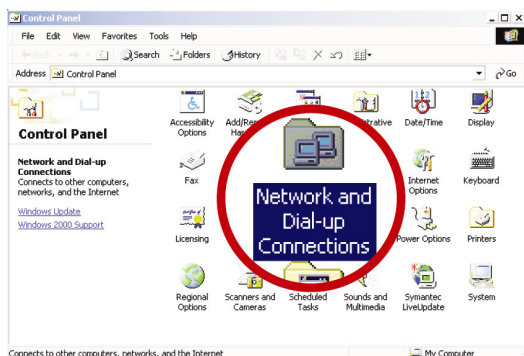 Control Panel
File Edit View Favorites Tools Help
Back Search Folders History
Address Control Panel Go
Control Panel
Network and Dial-up
Connections
Connects to other computers,
networks, and the Internet
Windows Update
Windows 2000 Support
Accessibility
Options
Date/Time
Display
Fax
Network and
Dial-up
Connections
Internet
Options
Keyboard
Licensing
Power Options
Printers
Regional
Options
Scanners and
Cameras
Scheduled
Tasks
Sounds and
Multimedia
Symantec
LiveUpdate
System
Connects to other computers, networks, and the Internet My Computer